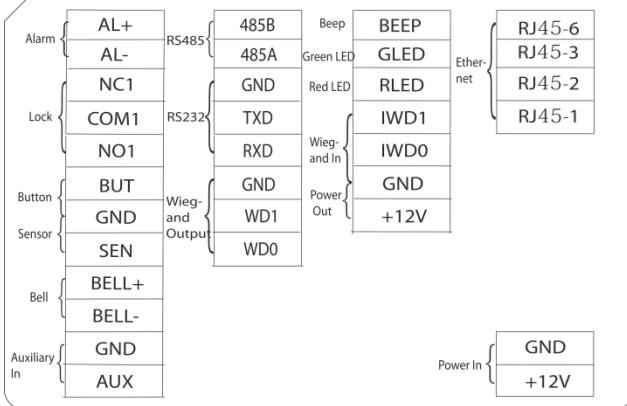 Alarm
AL+
AL-
Lock
NC1
COM1
NO1
Button
BUT
GND
Sensor
SEN
Bell
BELL+
BELL-
Auxiliary
In
GND
AUX
RS485
485B
485A
RS232
GND
TXD
RXD
Wieg-
and
Output
GND
WD1
WD0
Beep
BEEP
Green LED
GLED
Red LED
RLED
Wieg-
and In
IWD1
IWD0
Power
Out
GND
+12V
Ether-
net
RJ45-6
RJ45-3
RJ45-2
RJ45-1
Power In
GND
+12V